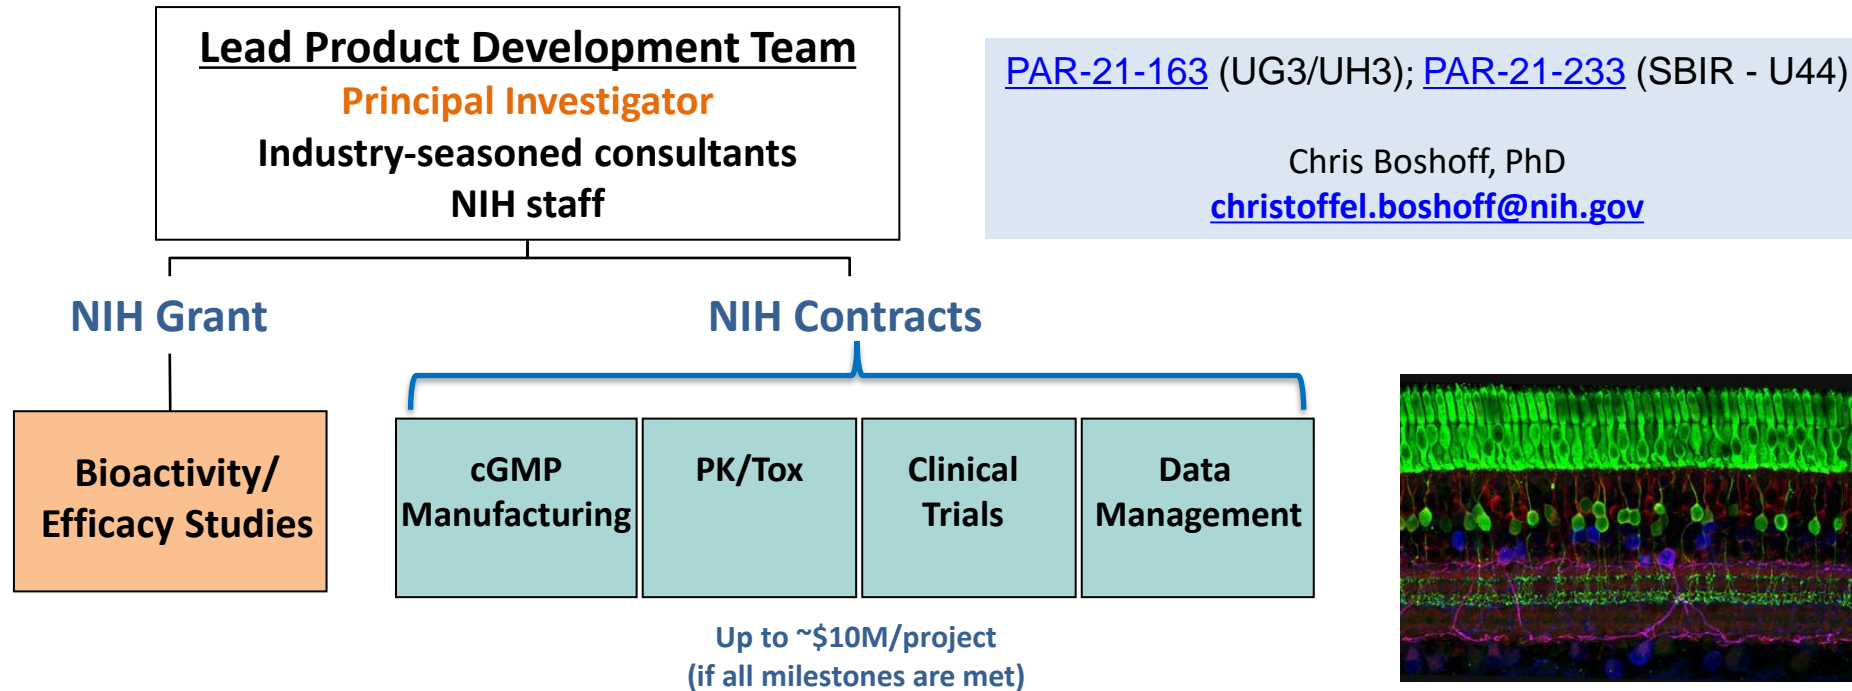 Lead Product Development Team
Principal Investigator
Industry-seasoned consultants
NIH staff
PAR-21-163 (UG3/UH3); PAR-21-233 (SBIR - U44)
Chris Boshoff, PhD
christoffel.boshoff@nih.gov
NIH Grant
NIH Contracts
Bioactivity/
Efficacy Studies
cGMP
Manufacturing
PK/Tox
Clinical
Trials
Data
Management
Up to ~$10M/project
(if all milestones are met)